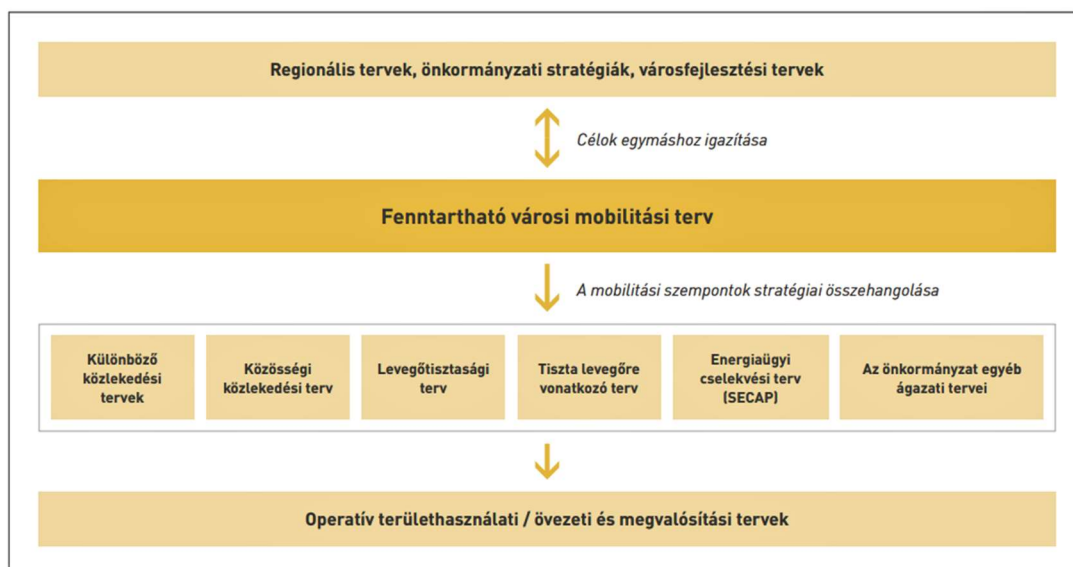 Regionális tervek, önkormányzati stratégiák, városfejlesztési tervek
Célok egymáshoz igazítása
Fenntartható városi mobilitási terv
A mobilitási szempontok stratégiai összehangolása
Különböző
közlekedési
tervek
Közösségi
közlekedési terv
Levegőtisztasági
terv
Tiszta levegőre
vonatkozó terv
Energiaügyi
cselekvési terv
(SECAP)
Az önkormányzat egyéb
ágazati tervei
Operatív területhasználati / övezeti és megvalósítási tervek